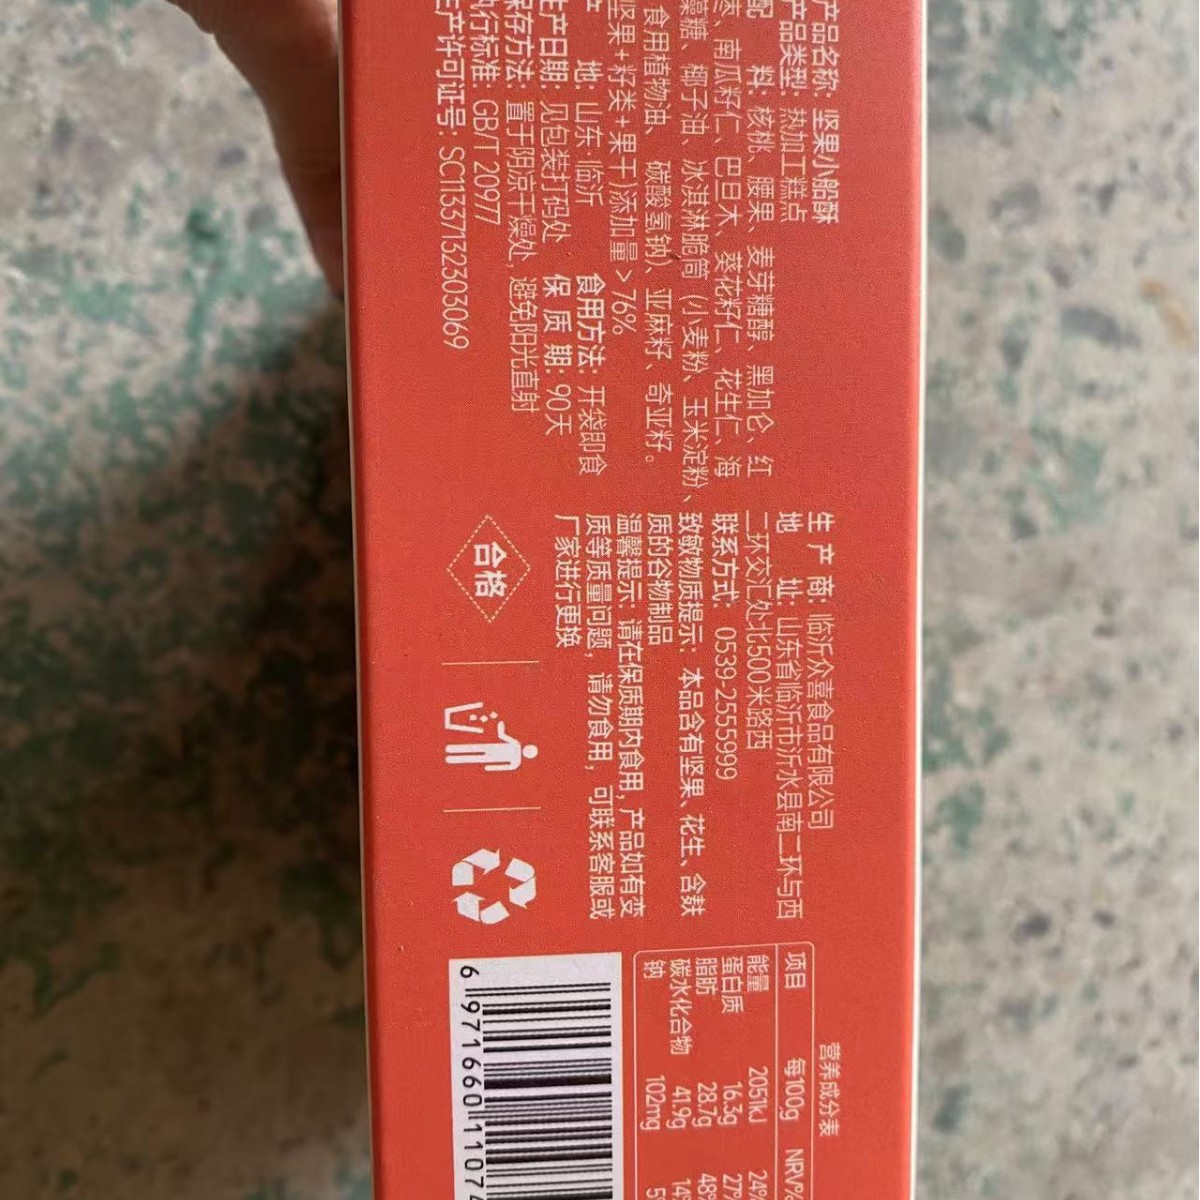 产品名称: 坚果小船酥
产品类型: 热加工糕点
配 料: 核桃、腰果、麦芽糖醇、黑加仑、红
枣、南瓜籽仁、巴旦木、葵花籽仁、花生仁、海
藻糖、椰子油、冰淇淋脆筒 (小麦粉、玉米淀粉、
食用植物油、碳酸氢钠)、亚麻籽、奇亚籽。
坚果+籽类+果干)添加量>76%
产 地: 山东·临沂 食用方法: 开袋即食
生产日期: 见包装打码处 保 质 期: 90天
保存方法: 置于阴凉干燥处, 避免阳光直射
执行标准: GB/T 20977
生产许可证号: SC11337132303069
生 产 商: 临沂众喜食品有限公司
地 址: 山东省临沂市沂水县南二环与西
二环交汇处北500米路西
联系方式: 0539-2555999
致敏物质提示: 本品含有坚果、花生、含麸
质的谷物制品
温馨提示: 请在保质期内食用, 产品如有变
质等质量问题, 请勿食用, 可联系客服或
厂家进行更换
合格
营养成分表
项目 每100g NRV%
能量 2051kJ 24%
蛋白质 16.3g 27%
脂肪 28.7g 48%
碳水化合物 41.9g 14%
钠 102mg 5%
6 971660 11074